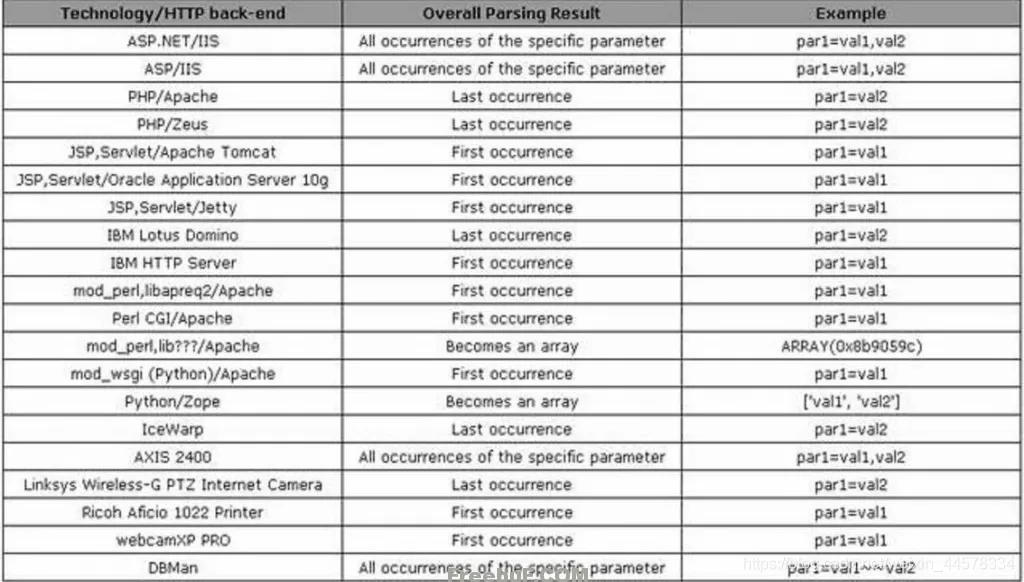 Technology/HTTP back-end Overall Parsing Result Example
ASP.NET/IIS All occurrences of the specific parameter par1=val1,val2
ASP/IIS All occurrences of the specific parameter par1=val1,val2
PHP/Apache Last occurrence par1=val2
PHP/Zeus Last occurrence par1=val2
JSP,Servlet/Apache Tomcat First occurrence par1=val1
JSP,Servlet/Oracle Application Server 10g First occurrence par1=val1
JSP,Servlet/Jetty First occurrence par1=val1
IBM Lotus Domino Last occurrence par1=val2
IBM HTTP Server First occurrence par1=val1
mod_perl,libapreq2/Apache First occurrence par1=val1
Perl CGI/Apache First occurrence par1=val1
mod_perl,lib???/Apache Becomes an array ARRAY(0x8b9059c)
mod_wsgi (Python)/Apache First occurrence par1=val1
Python/Zope Becomes an array ['val1', 'val2']
IceWarp Last occurrence par1=val2
AXIS 2400 All occurrences of the specific parameter par1=val1,val2
Linksys Wireless-G PTZ Internet Camera Last occurrence par1=val2
Ricoh Aficio 1022 Printer First occurrence par1=val1
webcamXP PRO First occurrence par1=val1
DBMan All occurrences of the specific parameter par1=val1~~val2
FreeBuf.COM